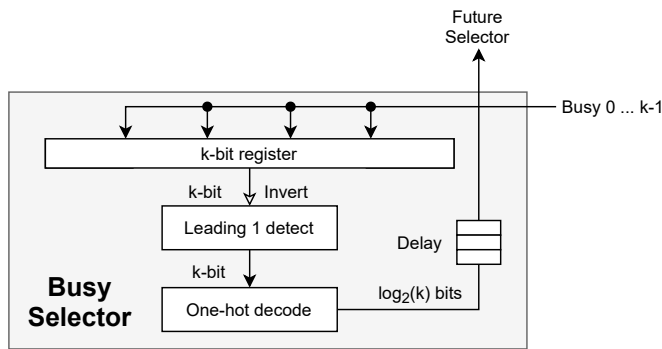 Future
Selector
Busy 0 ... k-1
k-bit register
k-bit Invert
Leading 1 detect
Delay
k-bit
Busy
Selector
One-hot decode
log₂(k) bits